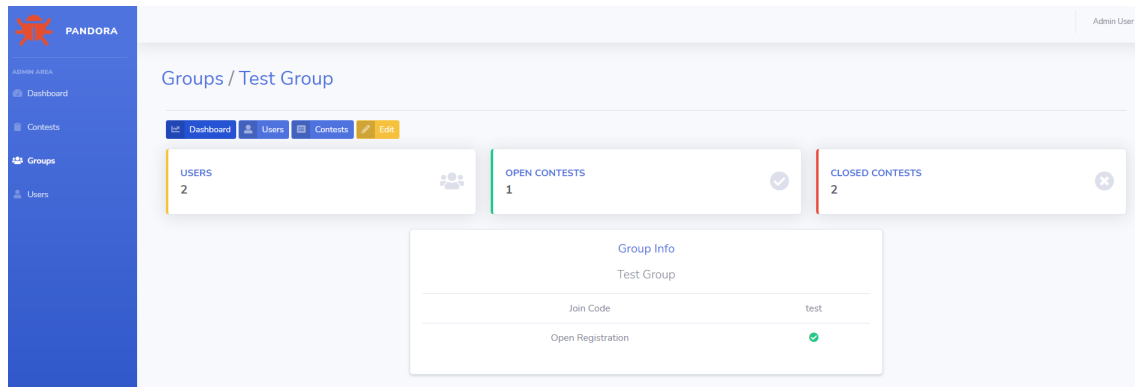 PANDORA
Admin User
ADMIN AREA
Dashboard
Contests
Groups
Users
Groups / Test Group
Dashboard Users Contests Edit
USERS
2
OPEN CONTESTS
1
CLOSED CONTESTS
2
Group Info
Test Group
Join Code test
Open Registration